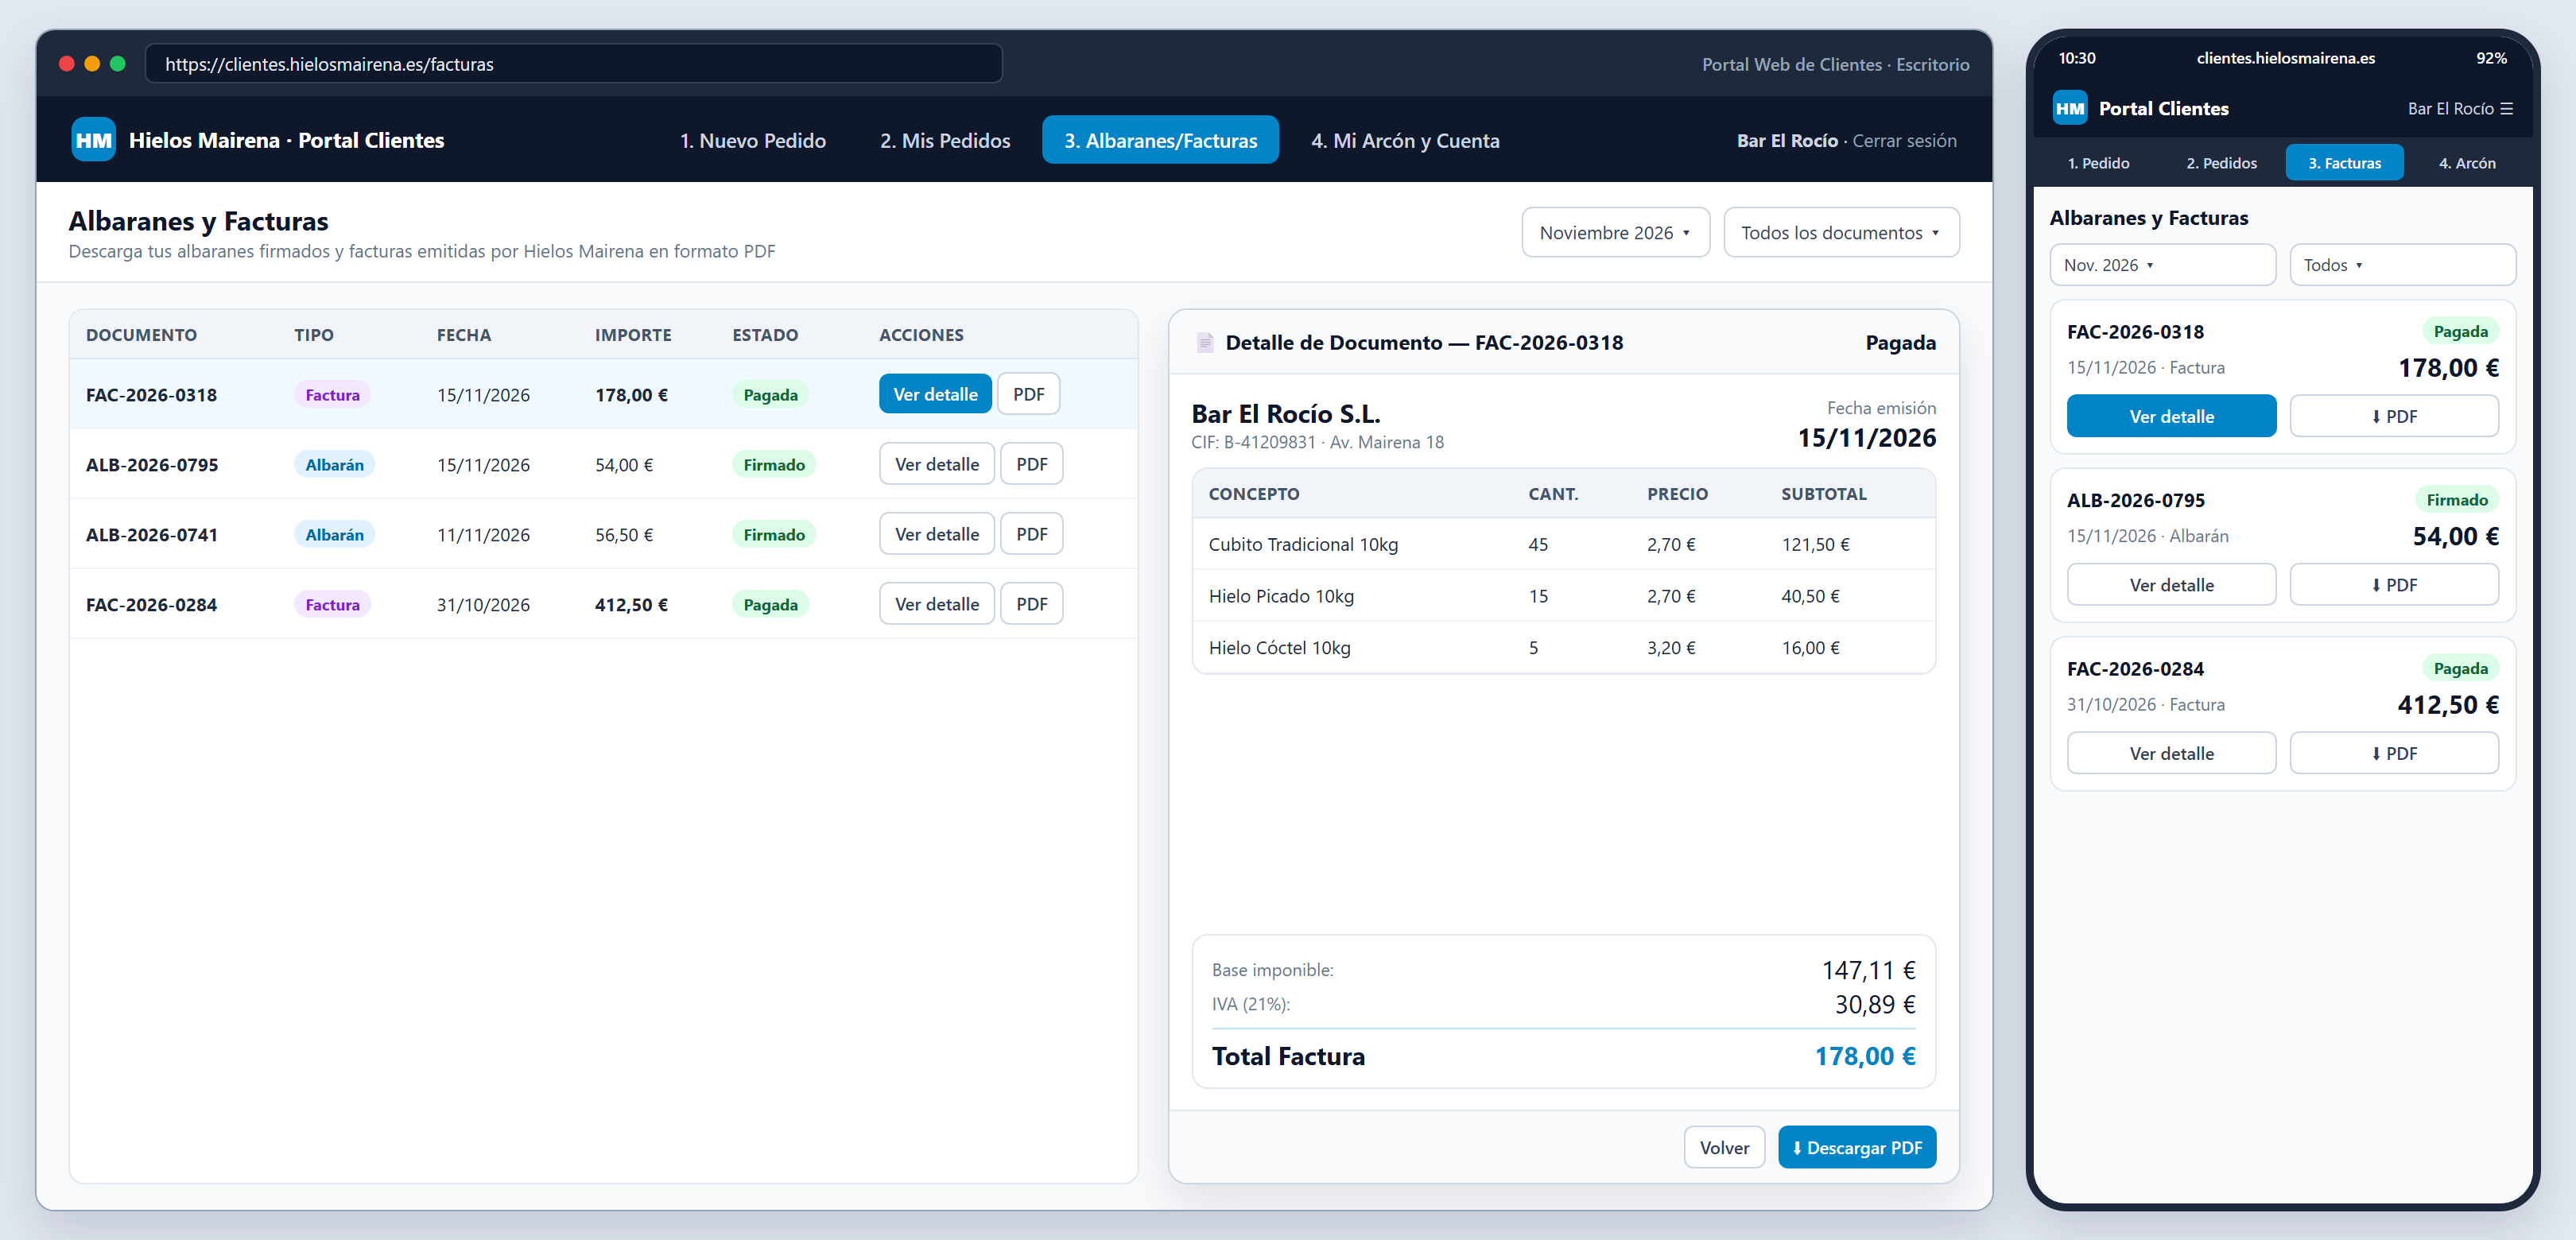 https://clientes.hielosmairena.es/facturas
Portal Web de Clientes · Escritorio
HM Hielos Mairena · Portal Clientes
1. Nuevo Pedido
2. Mis Pedidos
3. Albaranes/Facturas
4. Mi Arcón y Cuenta
Bar El Rocío · Cerrar sesión
Albaranes y Facturas
Descarga tus albaranes firmados y facturas emitidas por Hielos Mairena en formato PDF
Noviembre 2026 ▾
Todos los documentos ▾
DOCUMENTO TIPO FECHA IMPORTE ESTADO ACCIONES
FAC-2026-0318 Factura 15/11/2026 178,00 € Pagada Ver detalle PDF
ALB-2026-0795 Albarán 15/11/2026 54,00 € Firmado Ver detalle PDF
ALB-2026-0741 Albarán 11/11/2026 56,50 € Firmado Ver detalle PDF
FAC-2026-0284 Factura 31/10/2026 412,50 € Pagada Ver detalle PDF
Detalle de Documento — FAC-2026-0318 Pagada
Bar El Rocío S.L.
CIF: B-41209831 · Av. Mairena 18
Fecha emisión
15/11/2026
CONCEPTO CANT. PRECIO SUBTOTAL
Cubito Tradicional 10kg 45 2,70 € 121,50 €
Hielo Picado 10kg 15 2,70 € 40,50 €
Hielo Cóctel 10kg 5 3,20 € 16,00 €
Base imponible: 147,11 €
IVA (21%): 30,89 €
Total Factura 178,00 €
Volver
⬇ Descargar PDF
10:30 clientes.hielosmairena.es 92%
HM Portal Clientes Bar El Rocío ☰
1. Pedido 2. Pedidos 3. Facturas 4. Arcón
Albaranes y Facturas
Nov. 2026 ▾ Todos ▾
FAC-2026-0318 Pagada
15/11/2026 · Factura 178,00 €
Ver detalle ⬇ PDF
ALB-2026-0795 Firmado
15/11/2026 · Albarán 54,00 €
Ver detalle ⬇ PDF
FAC-2026-0284 Pagada
31/10/2026 · Factura 412,50 €
Ver detalle ⬇ PDF